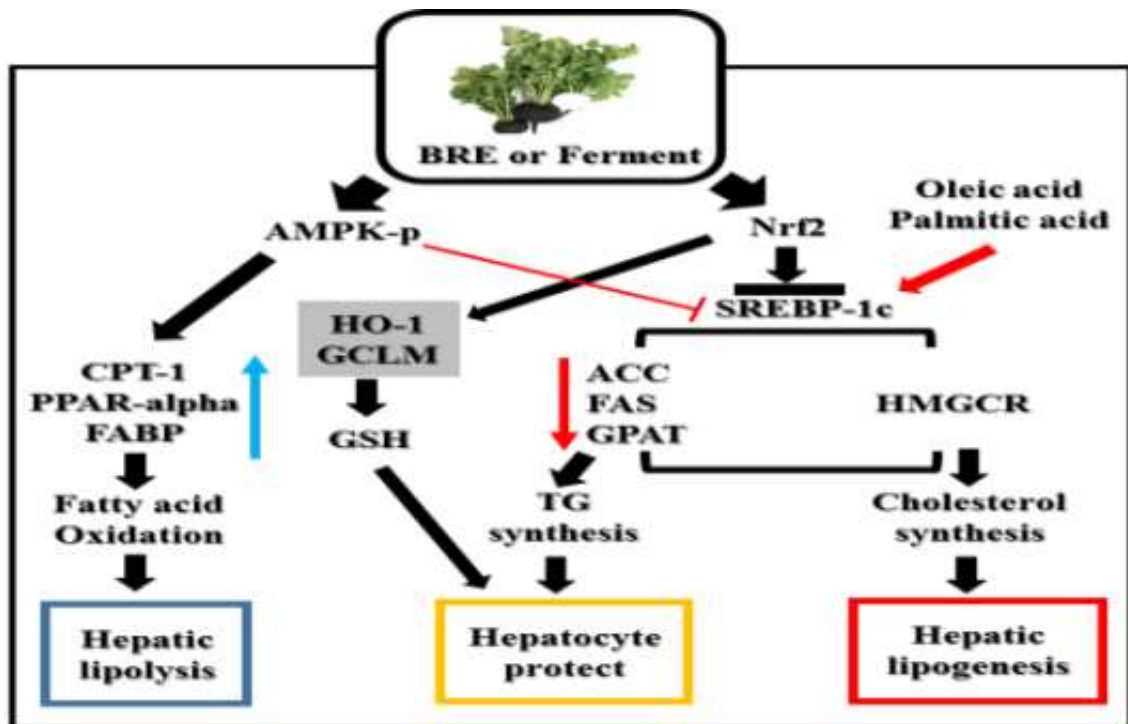 BRE or Ferment
Oleic acid
Palmitic acid
AMPK-p
Nrf2
SREBP-1c
HO-1
GCLM
CPT-1
PPAR-alpha
FABP
ACC
FAS
GPAT
HMGCR
GSH
Fatty acid
Oxidation
TG
synthesis
Cholesterol
synthesis
Hepatic
lipolysis
Hepatocyte
protect
Hepatic
lipogenesis